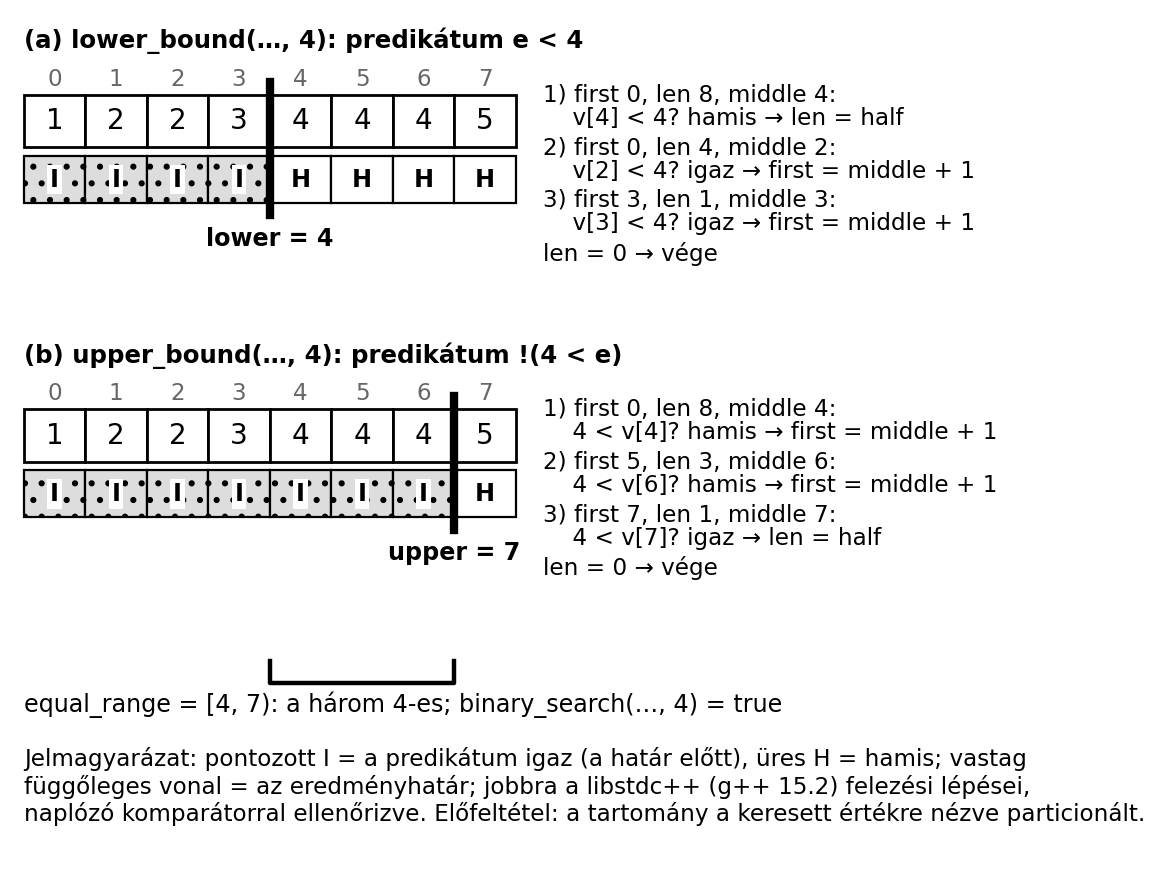 (a) lower_bound(…, 4): predikátum e < 4
0 1 2 3 4 5 6 7
1 2 2 3 4 4 4 5
I I I I H H H H
lower = 4
1) first 0, len 8, middle 4:
v[4] < 4? hamis → len = half
2) first 0, len 4, middle 2:
v[2] < 4? igaz → first = middle + 1
3) first 3, len 1, middle 3:
v[3] < 4? igaz → first = middle + 1
len = 0 → vége
(b) upper_bound(…, 4): predikátum !(4 < e)
0 1 2 3 4 5 6 7
1 2 2 3 4 4 4 5
I I I I I I I H
upper = 7
1) first 0, len 8, middle 4:
4 < v[4]? hamis → first = middle + 1
2) first 5, len 3, middle 6:
4 < v[6]? hamis → first = middle + 1
3) first 7, len 1, middle 7:
4 < v[7]? igaz → len = half
len = 0 → vége
equal_range = [4, 7): a három 4-es; binary_search(…, 4) = true
Jelmagyarázat: pontozott I = a predikátum igaz (a határ előtt), üres H = hamis; vastag
függőleges vonal = az eredményhatár; jobbra a libstdc++ (g++ 15.2) felezési lépései,
naplózó komparátorral ellenőrizve. Előfeltétel: a tartomány a keresett értékre nézve particionált.